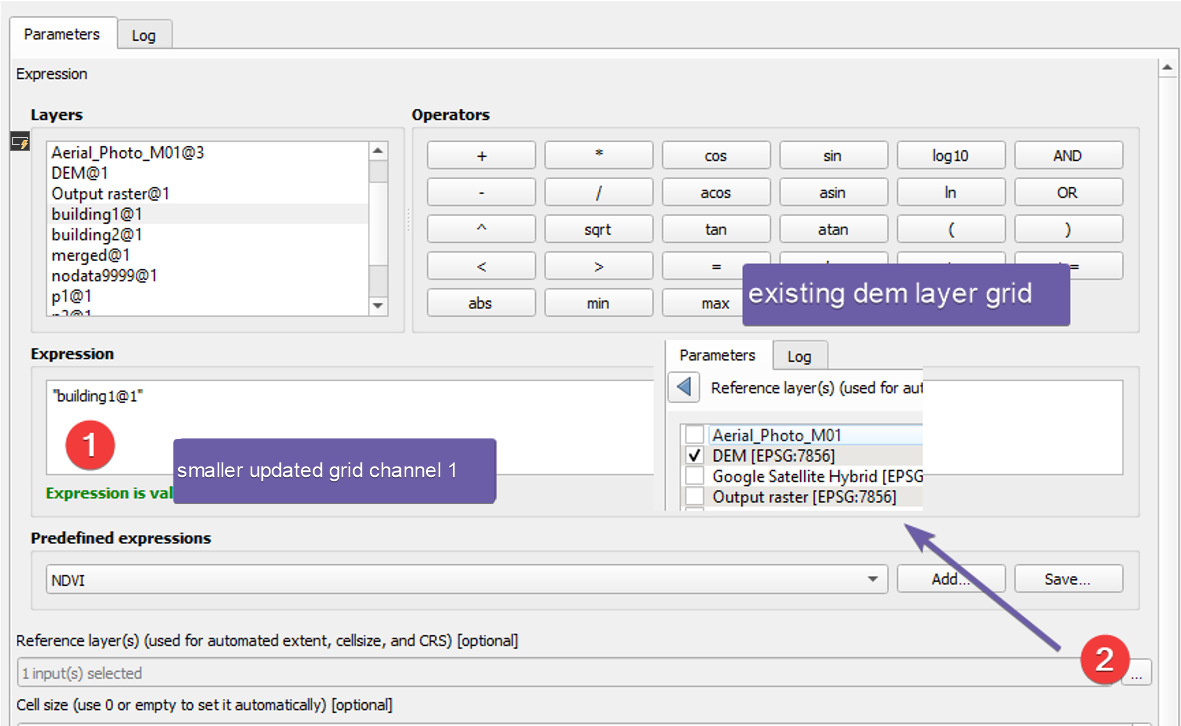 Parameters Log
Expression
Layers Operators
Aerial_Photo_M01@3
DEM@1
Output raster@1
building1@1
building2@1
merged@1
nodata9999@1
p1@1
+ * cos sin log10 AND
- / acos asin ln OR
^ sqrt tan atan ( )
< > =
abs min max
existing dem layer grid
Expression
"building1@1"
1
smaller updated grid channel 1
Expression is val
Parameters Log
Reference layer(s) (used for aut
Aerial_Photo_M01
DEM [EPSG:7856]
Google Satellite Hybrid [EPSG
Output raster [EPSG:7856]
Predefined expressions
NDVI Add... Save...
Reference layer(s) (used for automated extent, cellsize, and CRS) [optional]
1 input(s) selected 2 ...
Cell size (use 0 or empty to set it automatically) [optional]